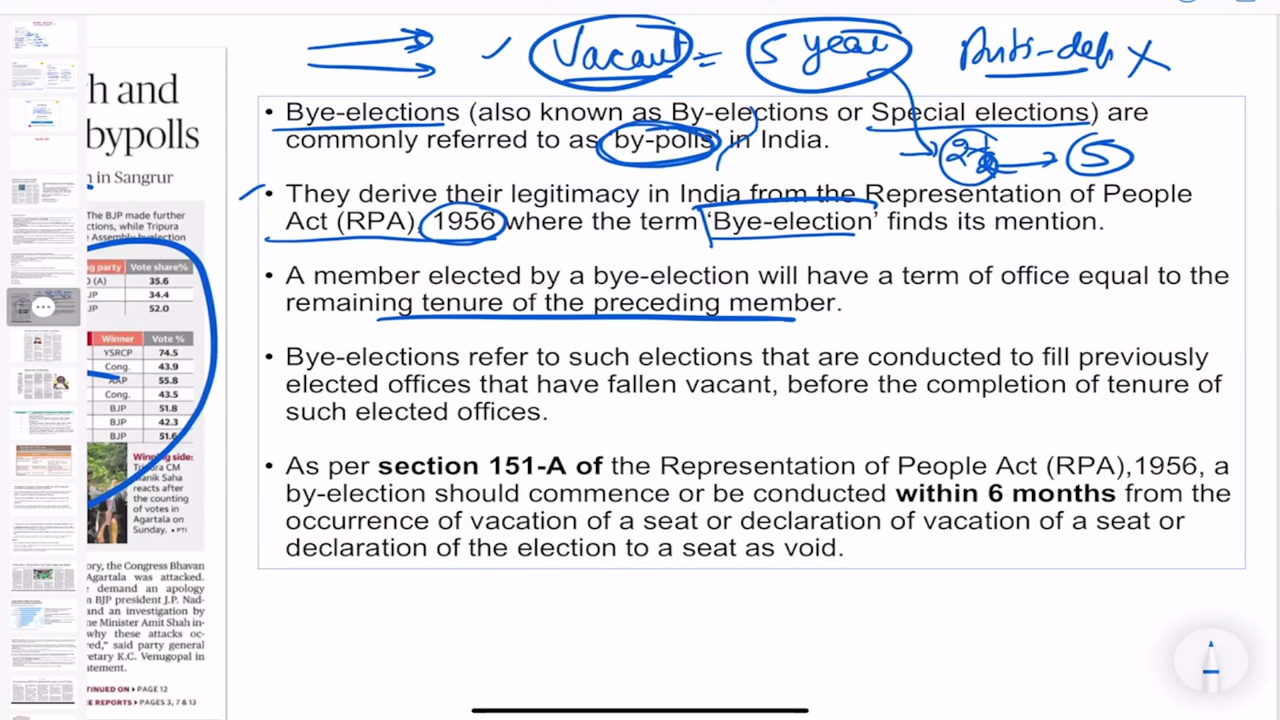 Vacant = 5 year Anti-def X
h and
bypolls
n in Sangrur
The BJP made further
ctions, while Tripura
Assembly byelection
g party Vote share%
D (A) 35.6
JP 34.4
JP 52.0
Winner Vote %
YSRCP 74.5
Cong. 43.9
AAP 55.8
Cong. 43.5
BJP 51.8
BJP 42.3
BJP 51.6
Winning side:
Tripura CM
Manik Saha
reacts after
the counting
of votes in
Agartala on
Sunday. • PTI
ory, the Congress Bhavan
Agartala was attacked.
e demand an apology
m BJP president J.P. Nad-
and an investigation by
me Minister Amit Shah in-
why these attacks oc-
red," said party general
retary K.C. Venugopal in
atement.
NTINUED ON PAGE 12
E REPORTS PAGES 3, 7 & 13
• Bye-elections (also known as By-elections or Special elections) are
commonly referred to as 'by-polls' in India.
5
• They derive their legitimacy in India from the Representation of People
Act (RPA), 1956 where the term 'Bye-election' finds its mention.
• A member elected by a bye-election will have a term of office equal to the
remaining tenure of the preceding member.
• Bye-elections refer to such elections that are conducted to fill previously
elected offices that have fallen vacant, before the completion of tenure of
such elected offices.
• As per section 151-A of the Representation of People Act (RPA),1956, a
by-election should commence or be conducted within 6 months from the
occurrence of vacation of a seat or declaration of vacation of a seat or
declaration of the election to a seat as void.